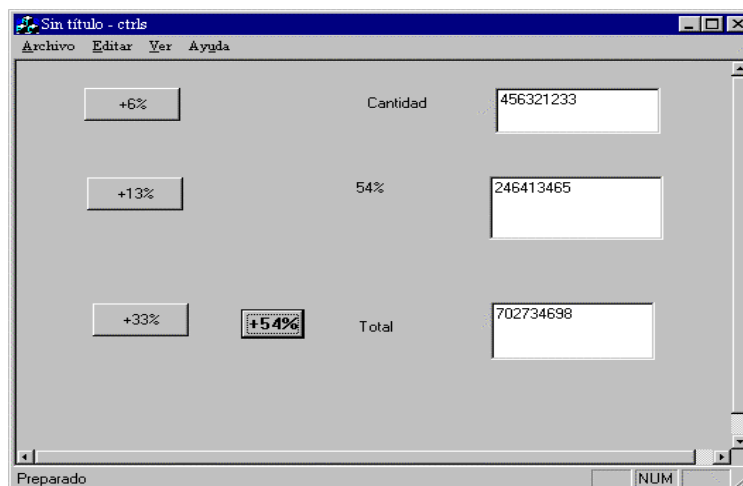 Sin título - ctrls
Archivo Editar Ver Ayuda
+6% Cantidad 456321233
+13% 54% 246413465
+33% +54% Total 702734698
Preparado NUM